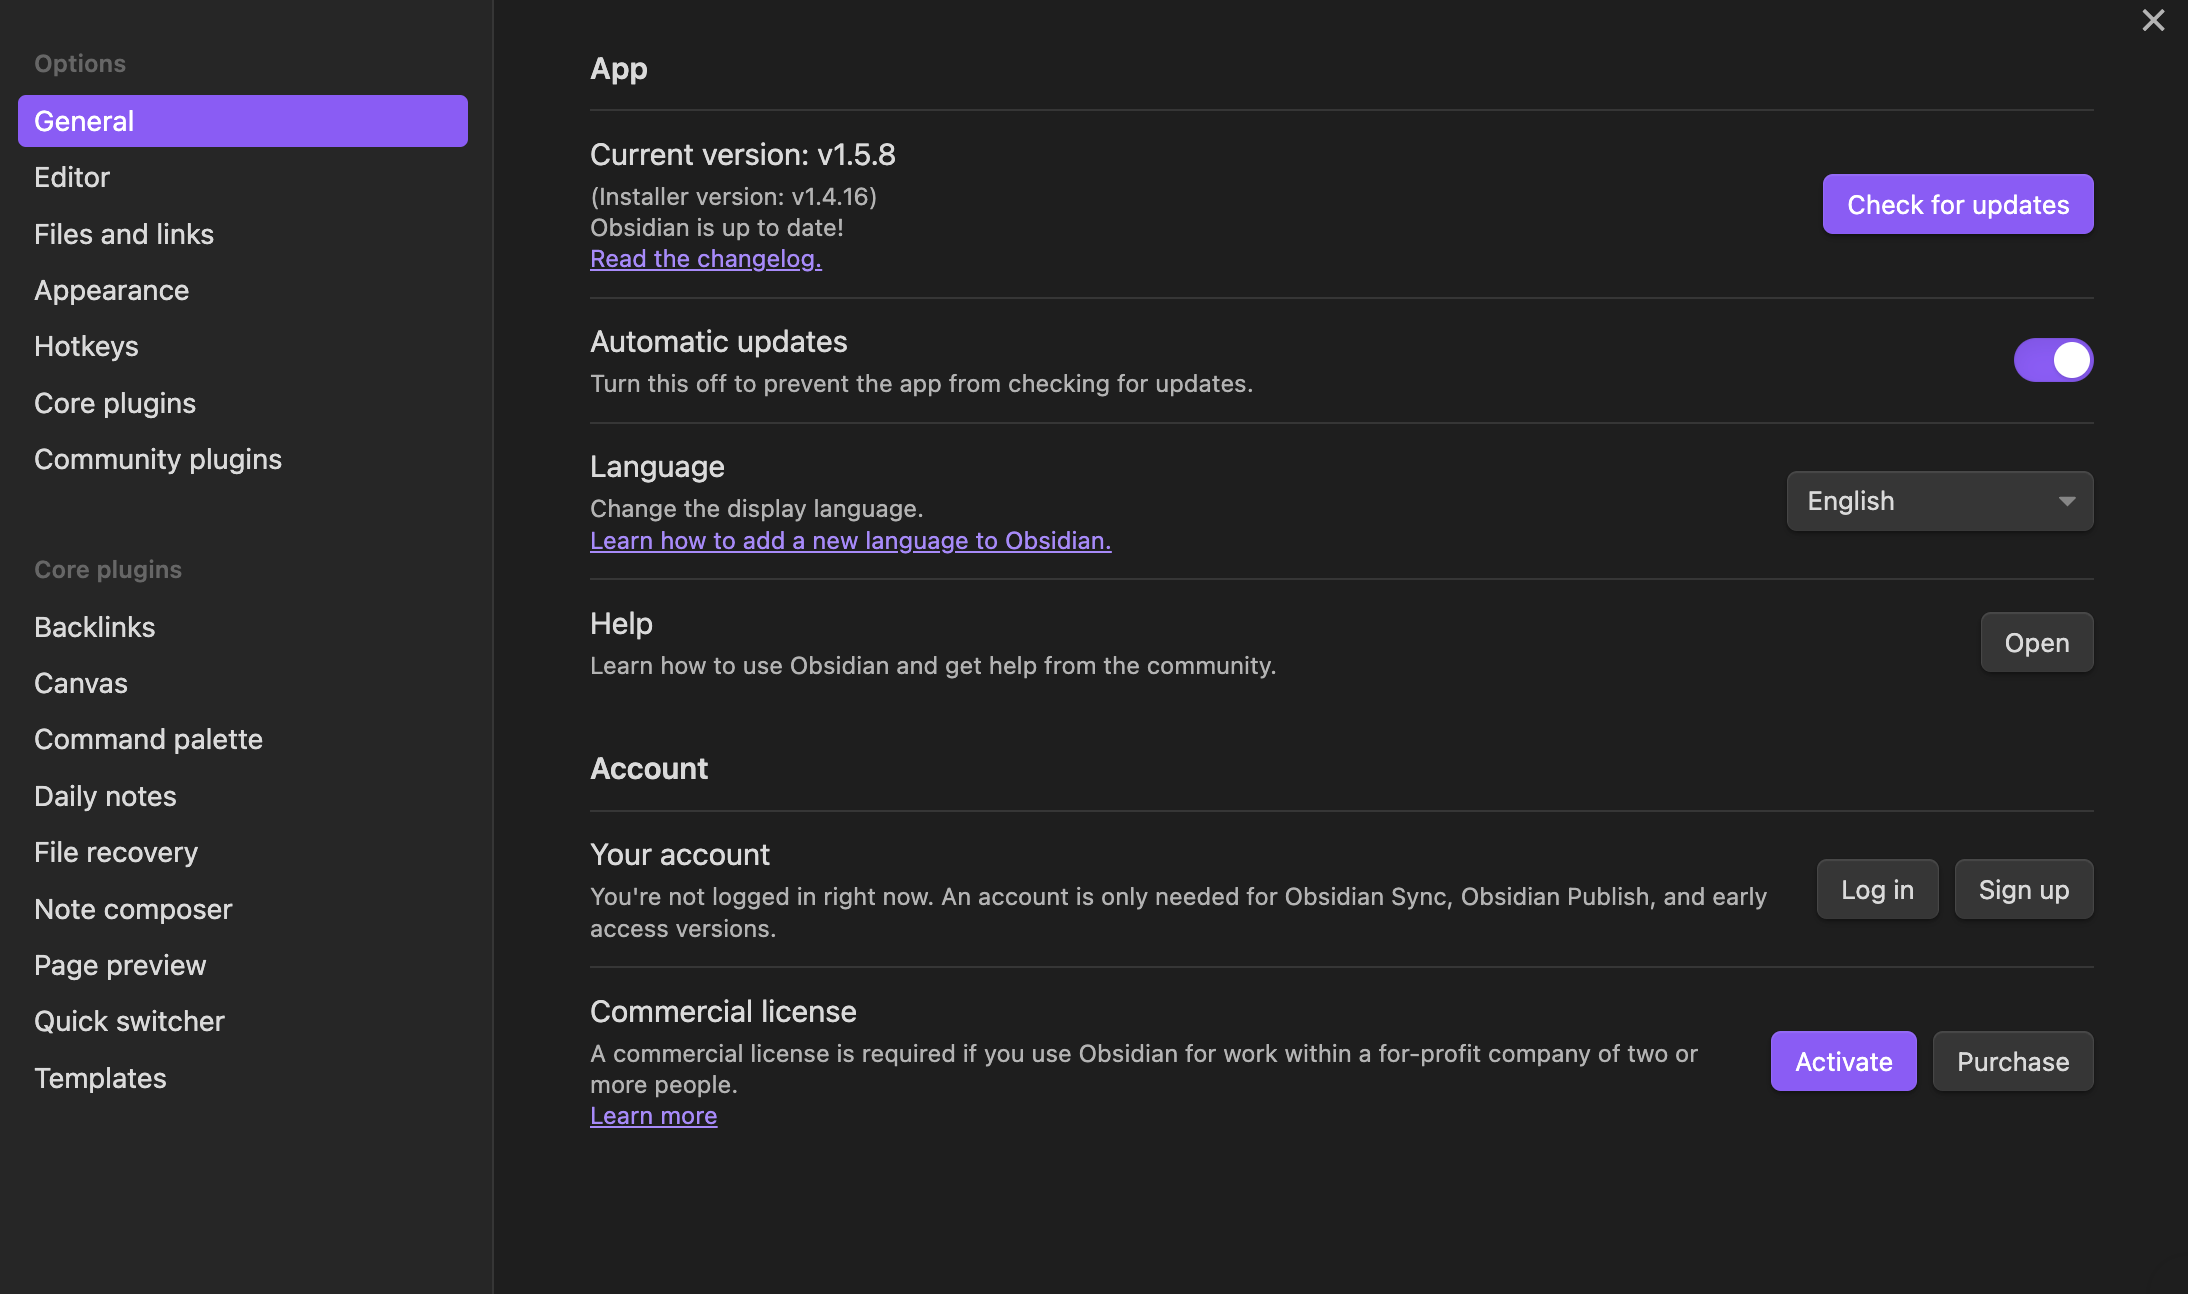 Options
General
Editor
Files and links
Appearance
Hotkeys
Core plugins
Community plugins
Core plugins
Backlinks
Canvas
Command palette
Daily notes
File recovery
Note composer
Page preview
Quick switcher
Templates
App
Current version: v1.5.8
(Installer version: v1.4.16)
Obsidian is up to date!
Read the changelog.
Check for updates
Automatic updates
Turn this off to prevent the app from checking for updates.
Language
Change the display language.
Learn how to add a new language to Obsidian.
English
Help
Learn how to use Obsidian and get help from the community.
Open
Account
Your account
You're not logged in right now. An account is only needed for Obsidian Sync, Obsidian Publish, and early
access versions.
Log in
Sign up
Commercial license
A commercial license is required if you use Obsidian for work within a for-profit company of two or
more people.
Learn more
Activate
Purchase